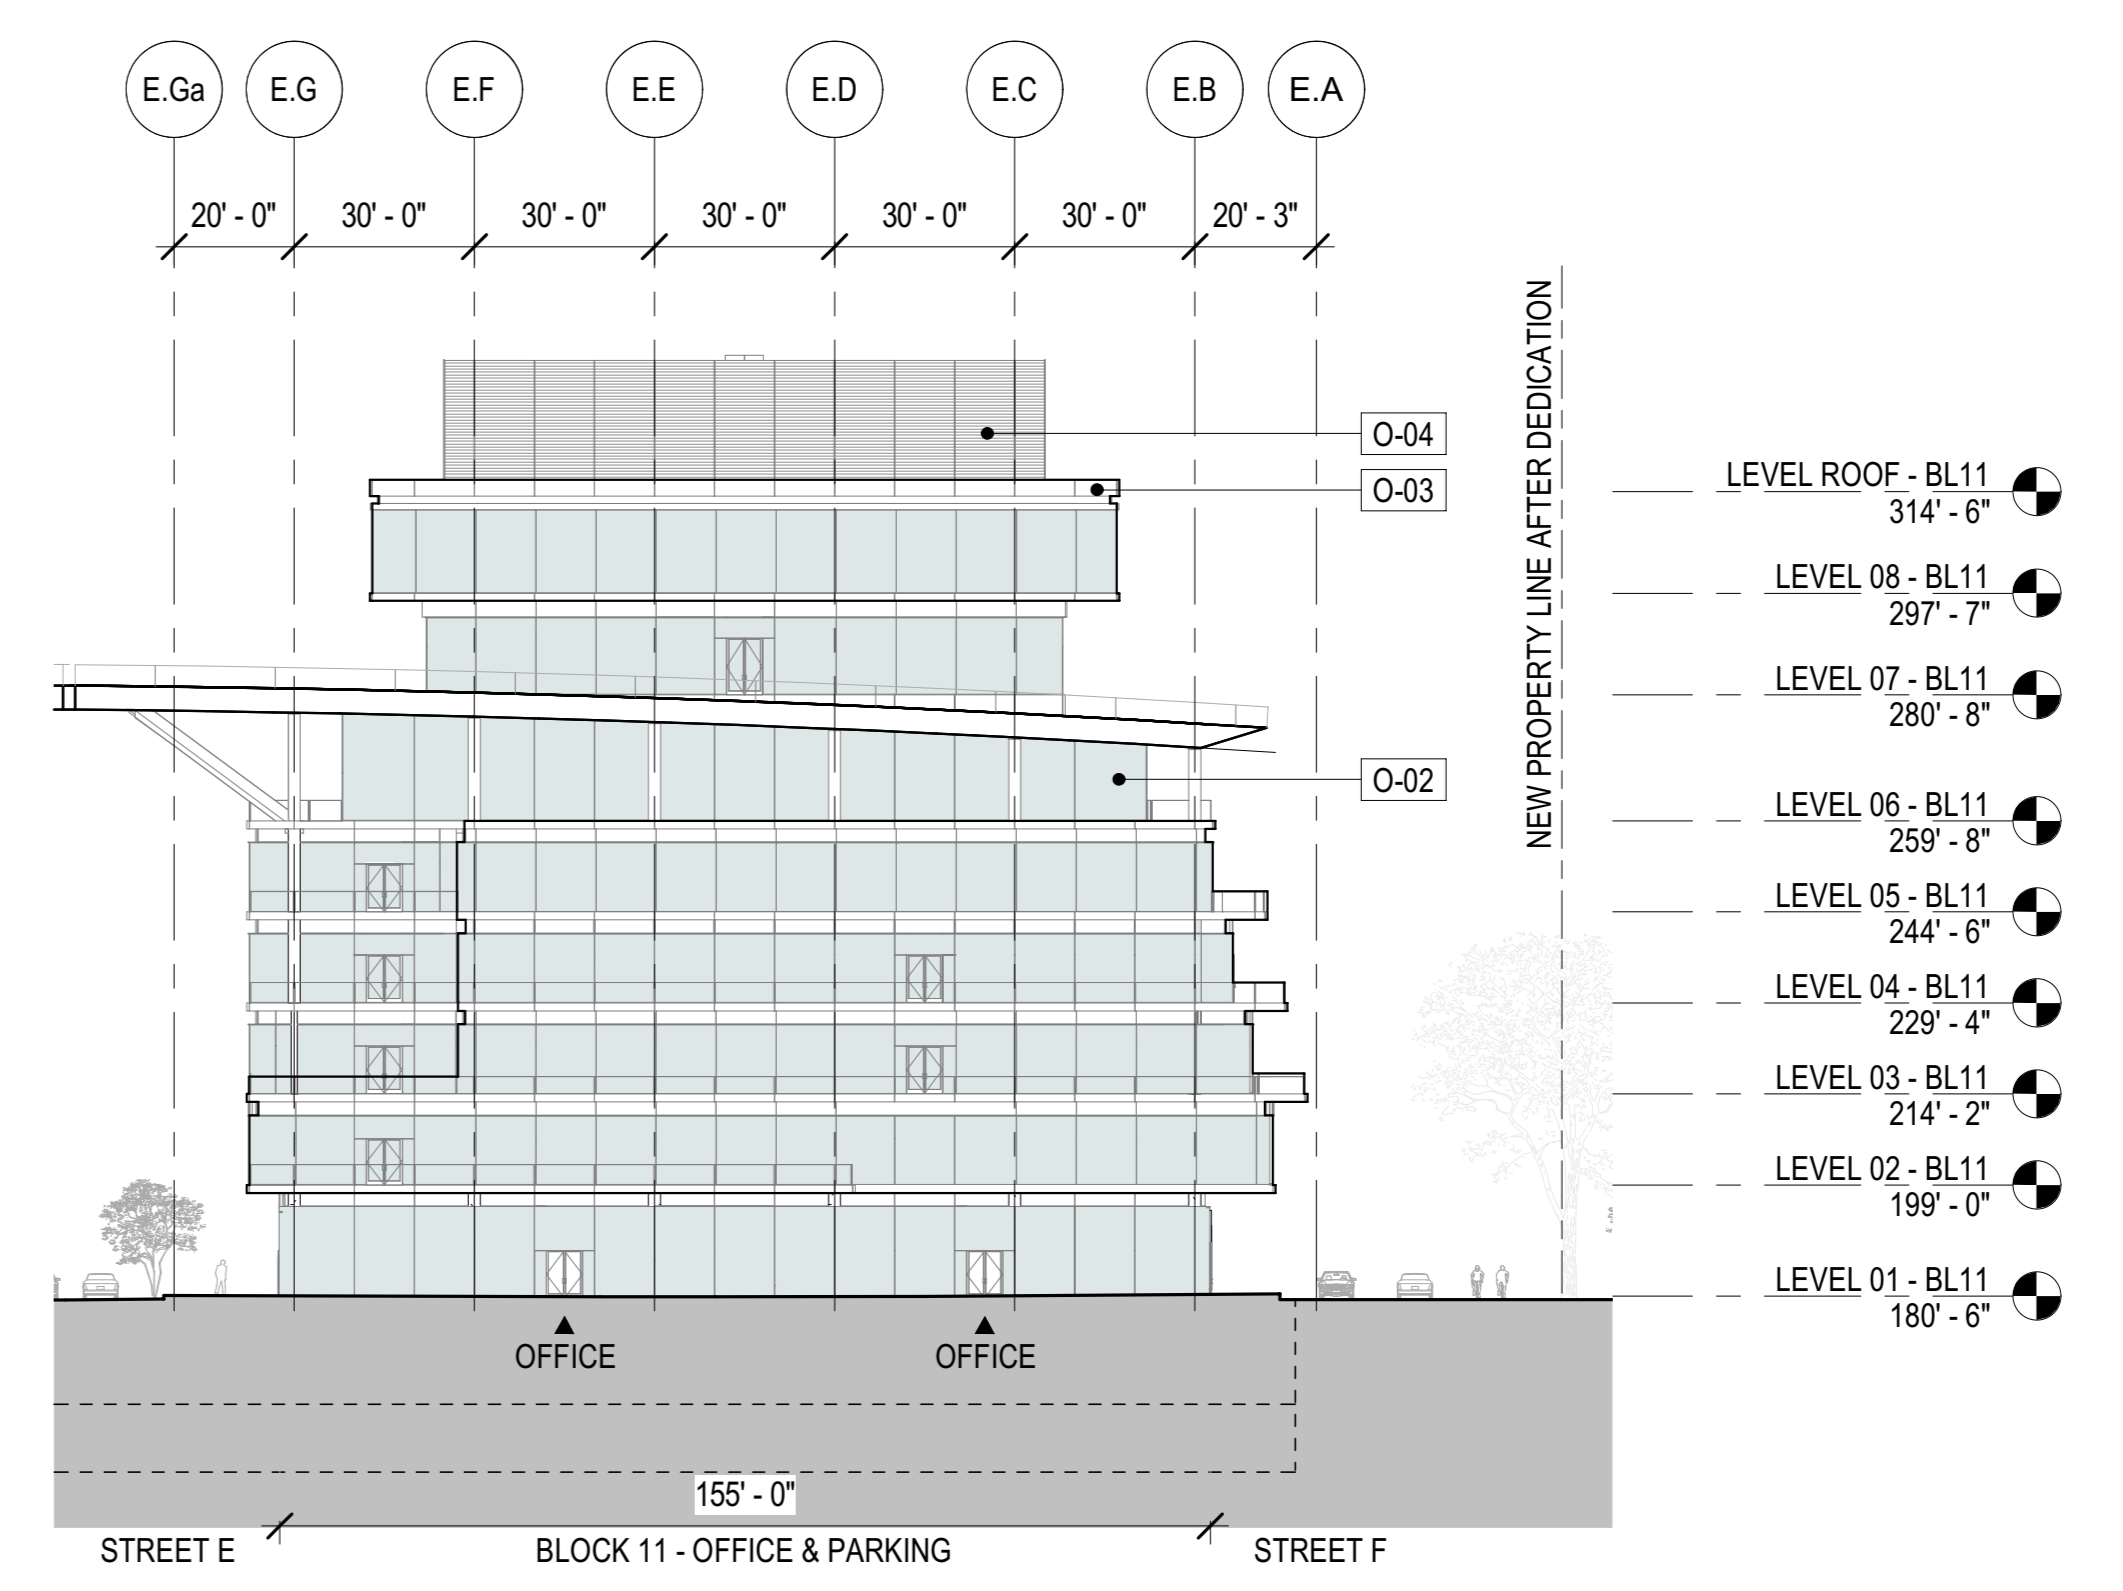 E.Ga E.G E.F E.E E.D E.C E.B E.A
20' - 0" 30' - 0" 30' - 0" 30' - 0" 30' - 0" 30' - 0" 20' - 3"
NEW PROPERTY LINE AFTER DEDICATION
O-04
O-03
O-02
LEVEL ROOF - BL11
314' - 6"
LEVEL 08 - BL11
297' - 7"
LEVEL 07 - BL11
280' - 8"
LEVEL 06 - BL11
259' - 8"
LEVEL 05 - BL11
244' - 6"
LEVEL 04 - BL11
229' - 4"
LEVEL 03 - BL11
214' - 2"
LEVEL 02 - BL11
199' - 0"
LEVEL 01 - BL11
180' - 6"
OFFICE OFFICE
155' - 0"
STREET E BLOCK 11 - OFFICE & PARKING STREET F